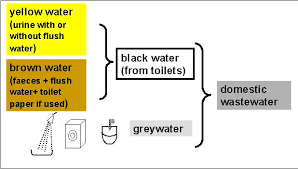 yellow water
(urine with or
without flush
water)
brown water
(faeces + flush
water+ toilet
paper if used)
black water
(from toilets)
greywater
domestic
wastewater